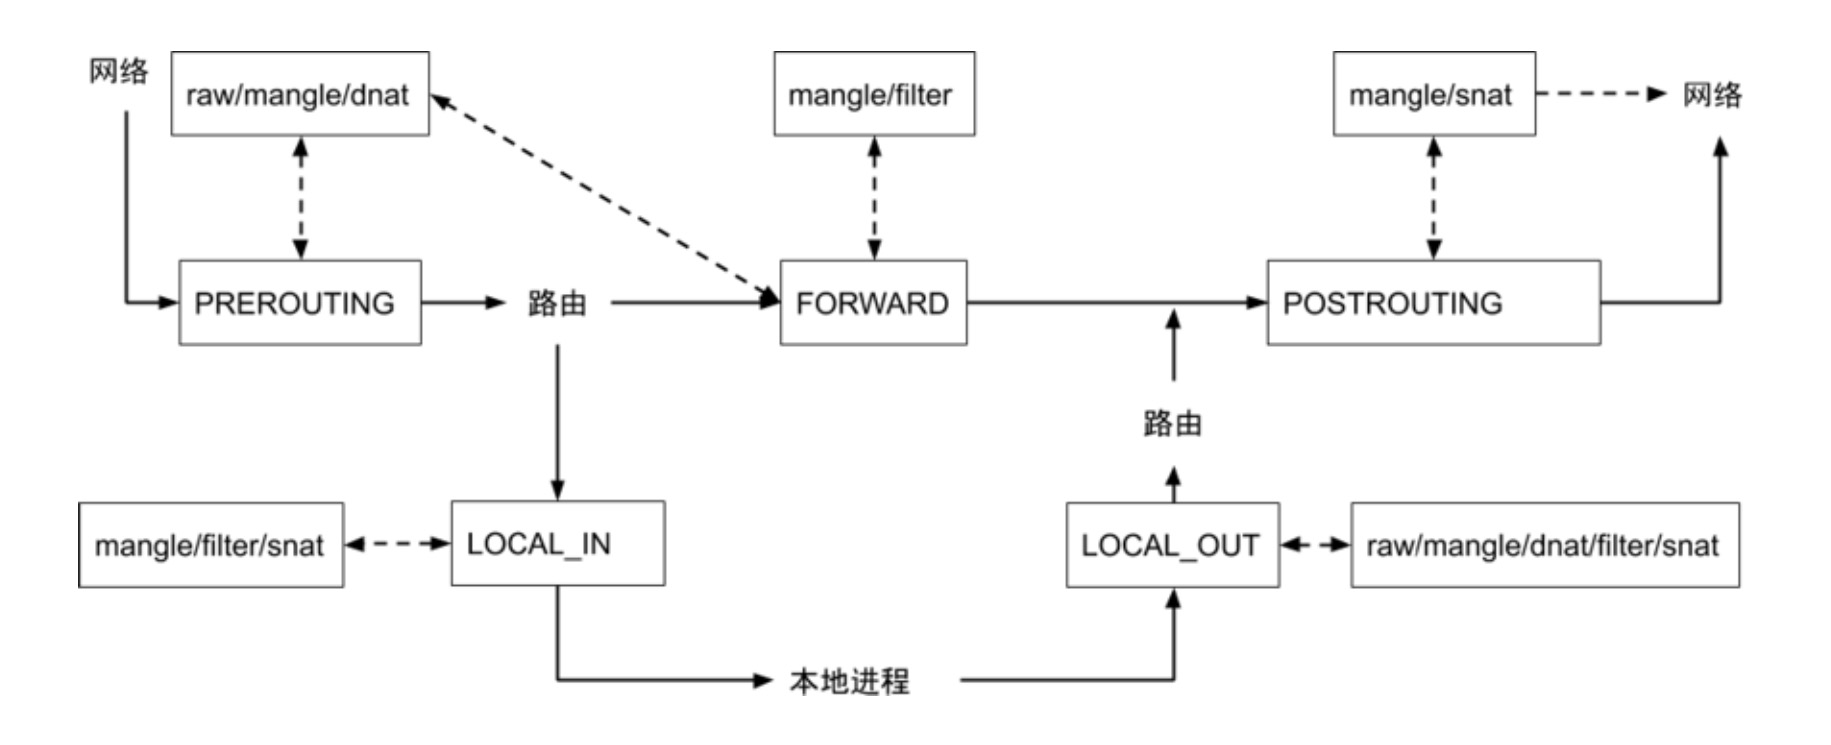 网络
raw/mangle/dnat
mangle/filter
mangle/snat
网络
PREROUTING
路由
FORWARD
POSTROUTING
路由
mangle/filter/snat
LOCAL_IN
LOCAL_OUT
raw/mangle/dnat/filter/snat
本地进程